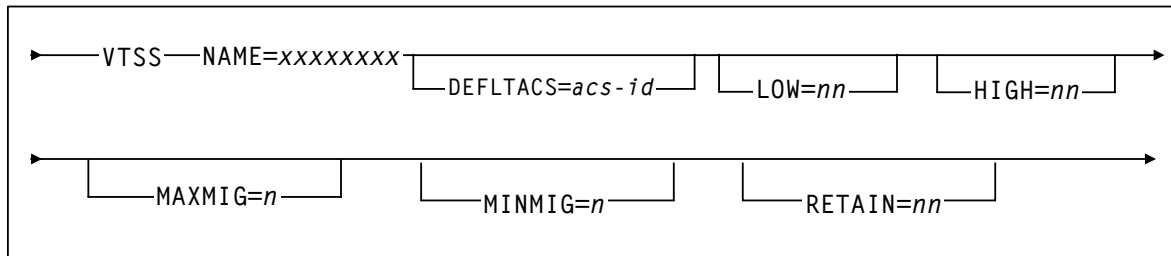 VTSS NAME=xxxxxxxx
DEFLTACS=acs-id LOW=nn HIGH=nn
MAXMIG=n MINMIG=n RETAIN=nn